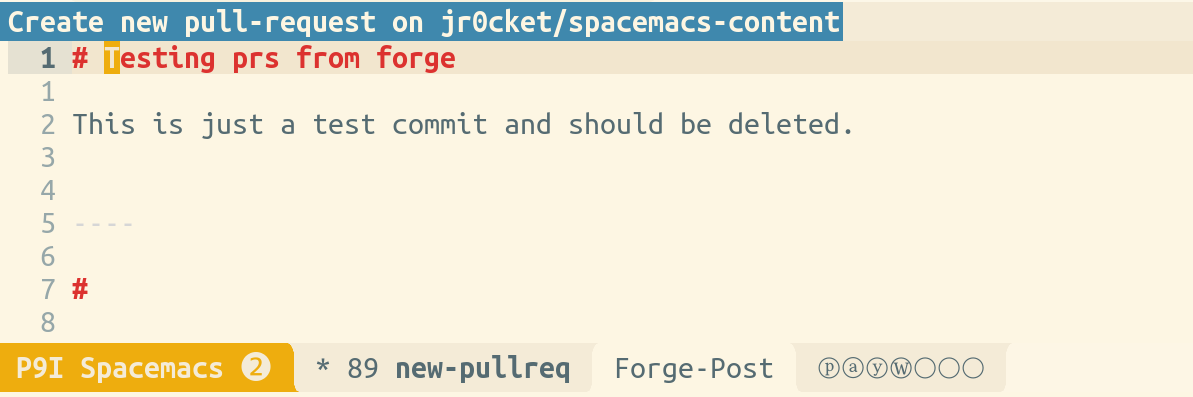 Create new pull-request on jr0cket/spacemacs-content
1 # Testing prs from forge
1
2 This is just a test commit and should be deleted.
3
4
5 ----
6
7 #
8
P9I Spacemacs ❷ * 89 new-pullreq Forge-Post ⓟⓐⓨⓦ○○○